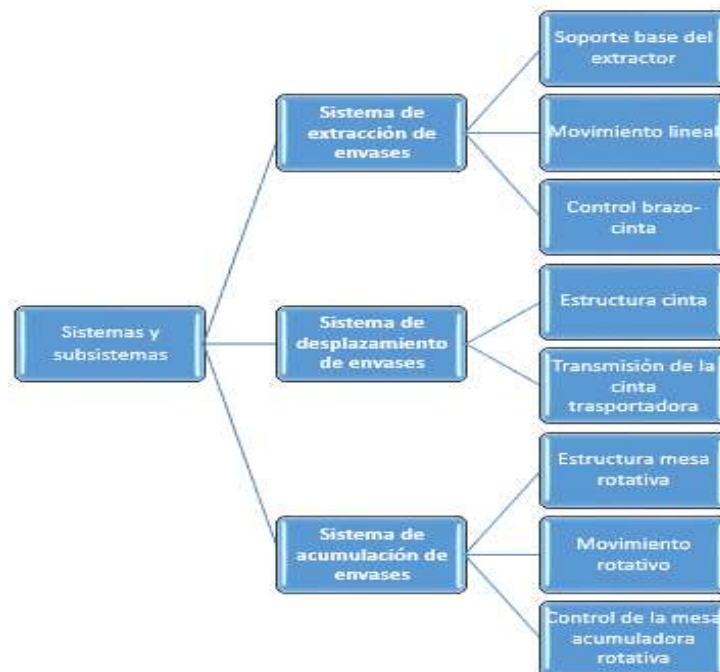 Sistemas y
subsistemas
Sistema de
extracción de
envases
Soporte base del
extractor
Movimiento lineal
Control brazo-
cinta
Sistema de
desplazamiento
de envases
Estructura cinta
Transmisión de la
cinta
trasportadora
Sistema de
acumulación de
envases
Estructura mesa
rotativa
Movimiento
rotativo
Control de la mesa
acumuladora
rotativa